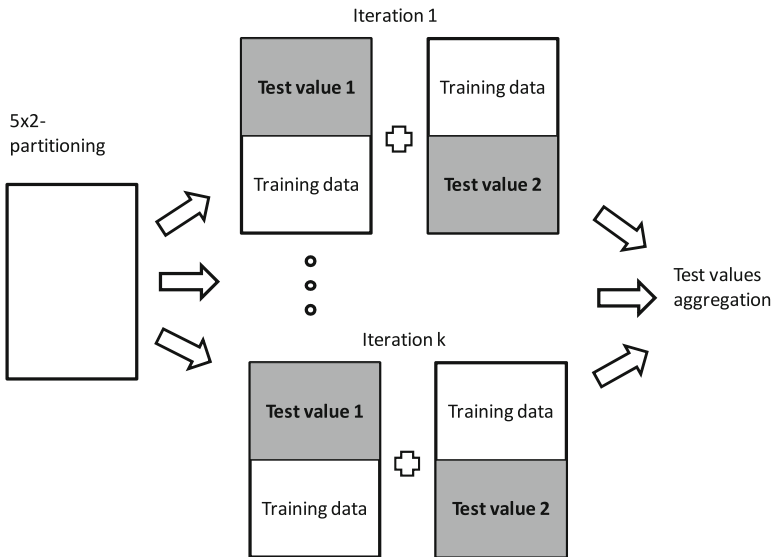 Iteration 1
Test value 1
Training data
Training data
Test value 2
5x2-
partitioning
Test values
aggregation
Iteration k
Test value 1
Training data
Training data
Test value 2